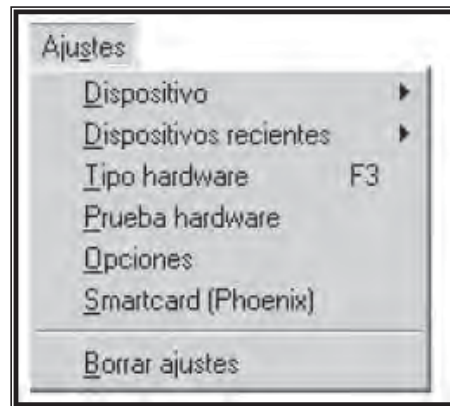 Ajustes
Dispositivo
Dispositivos recientes
Tipo hardware F3
Prueba hardware
Opciones
Smartcard (Phoenix)
Borrar ajustes